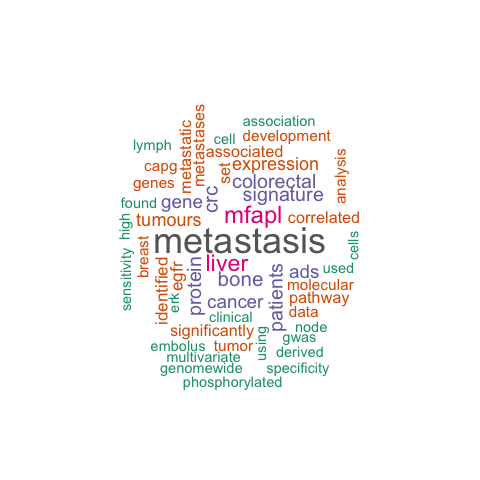 association
development
cell
lymph
metastatic
metastases
associated
set
expression
analysis
capg
genes
crc
colorectal
signature
found
gene
high
tumours
mfapl
correlated
metastasis
breast
cells
sensitivity
identified
egfr
erk
protein
liver
bone
patients
ads
used
molecular
cancer
pathway
data
clinical
significantly
using
node
gwas
embolus
tumor
derived
multivariate
genomewide
specificity
phosphorylated